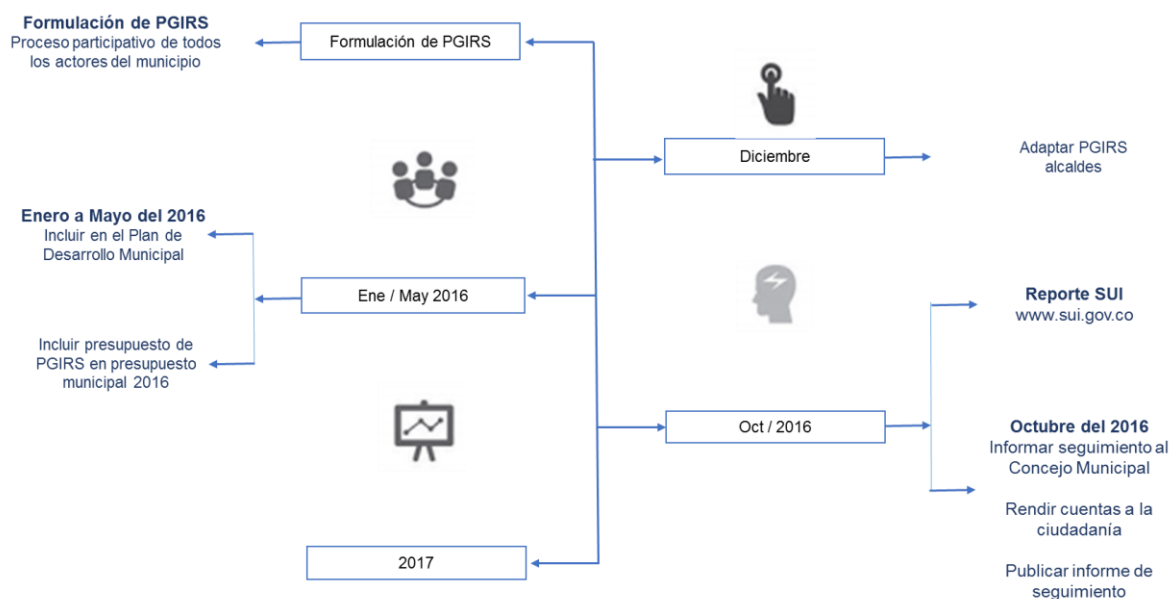 Formulación de PGIRS
Proceso participativo de todos
los actores del municipio
Formulación de PGIRS
Diciembre
Adaptar PGIRS
alcaldes
Enero a Mayo del 2016
Incluir en el Plan de
Desarrollo Municipal
Ene / May 2016
Incluir presupuesto de
PGIRS en presupuesto
municipal 2016
Reporte SUI
www.sui.gov.co
Oct / 2016
Octubre del 2016
Informar seguimiento al
Concejo Municipal
Rendir cuentas a la
ciudadanía
Publicar informe de
seguimiento
2017